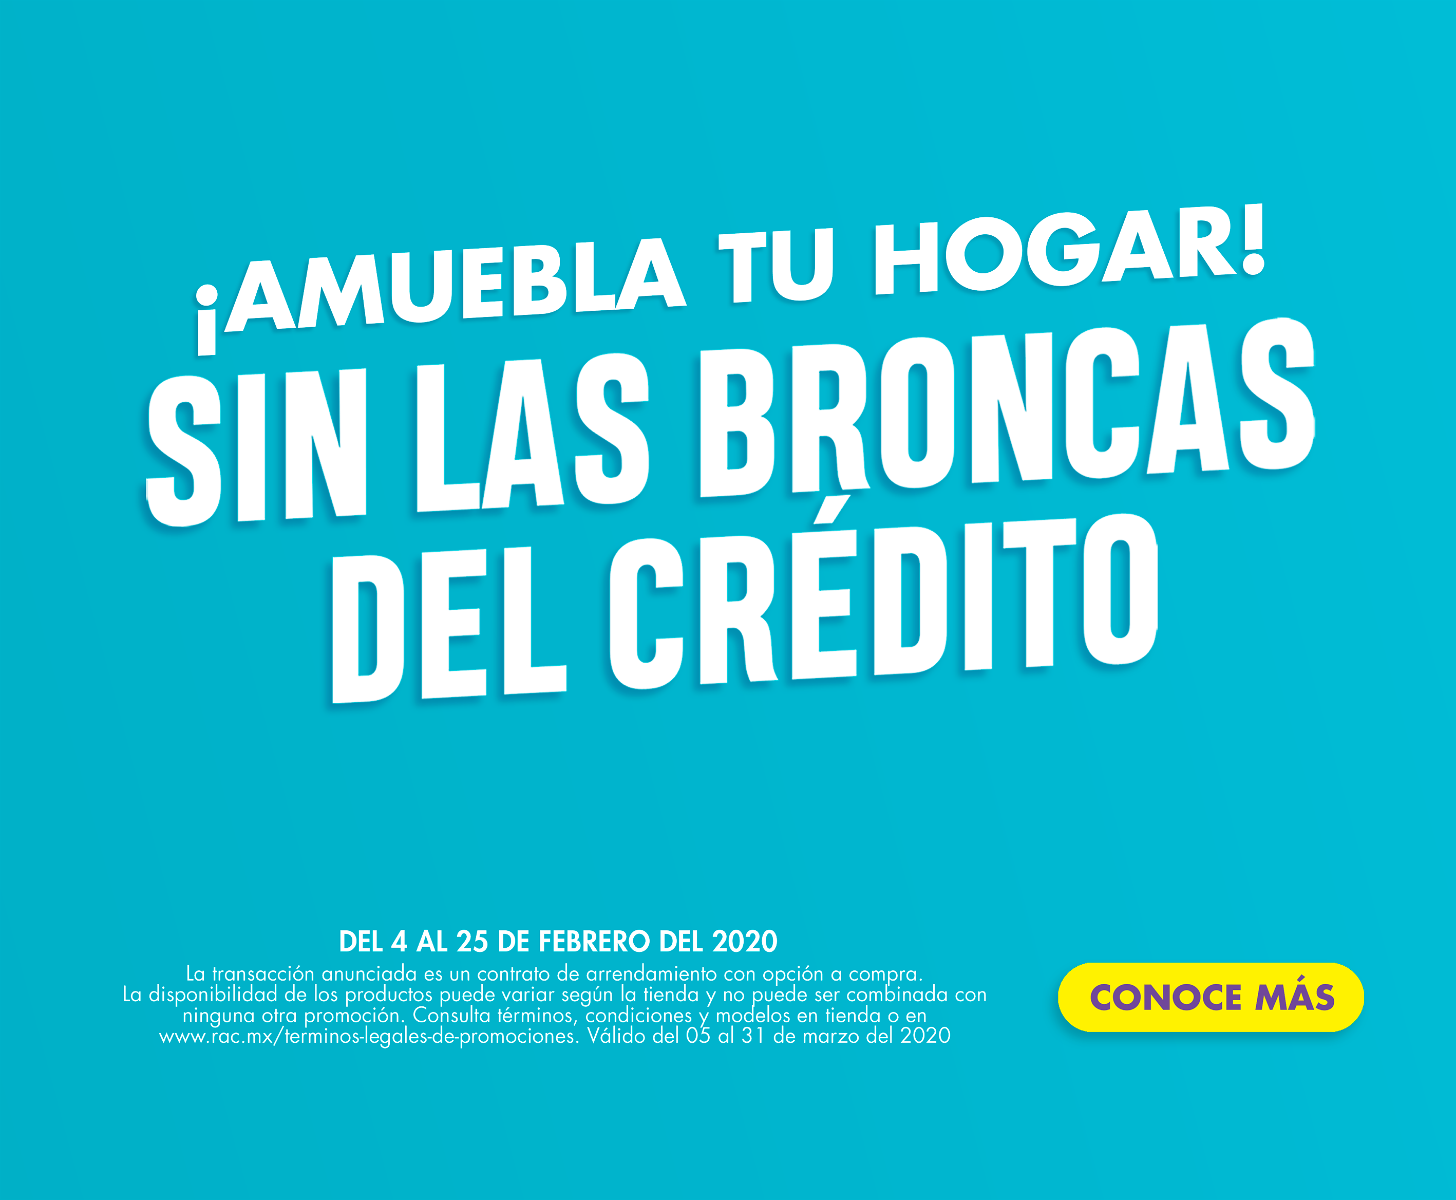 ¡AMUEBLA TU HOGAR!
SIN LAS BRONCAS
DEL CRÉDITO
DEL 4 AL 25 DE FEBRERO DEL 2020
La transacción anunciada es un contrato de arrendamiento con opción a compra.
La disponibilidad de los productos puede variar según la tienda y no puede ser combinada con
ninguna otra promoción. Consulta términos, condiciones y modelos en tienda o en
www.rac.mx/terminos-legales-de-promociones. Válido del 05 al 31 de marzo del 2020
CONOCE MÁS